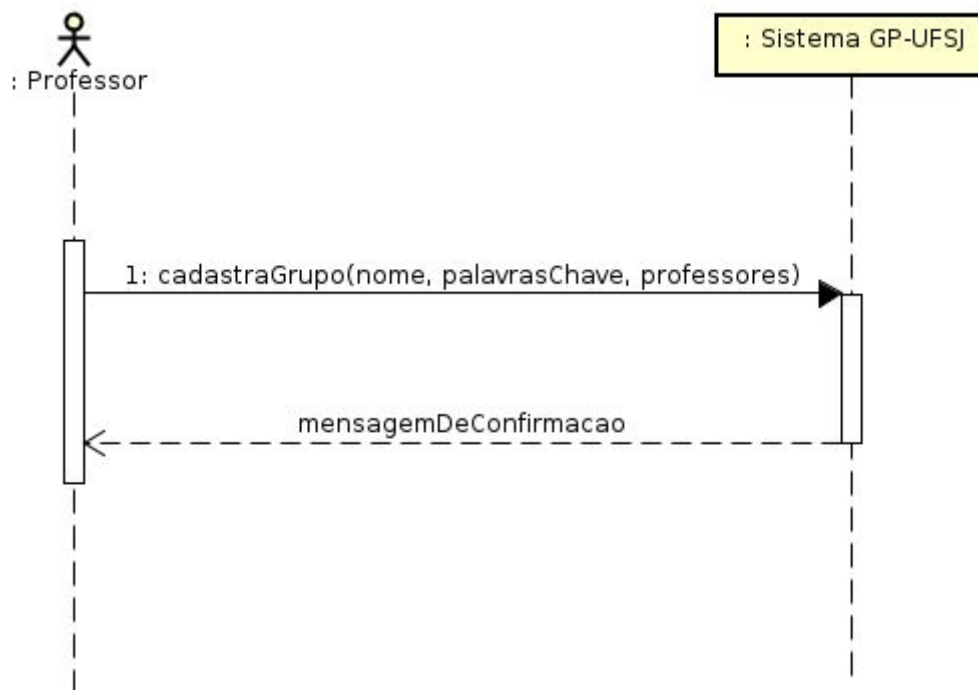 : Professor
: Sistema GP-UFSJ
1: cadastraGrupo(nome, palavrasChave, professores)
mensagemDeConfirmacao